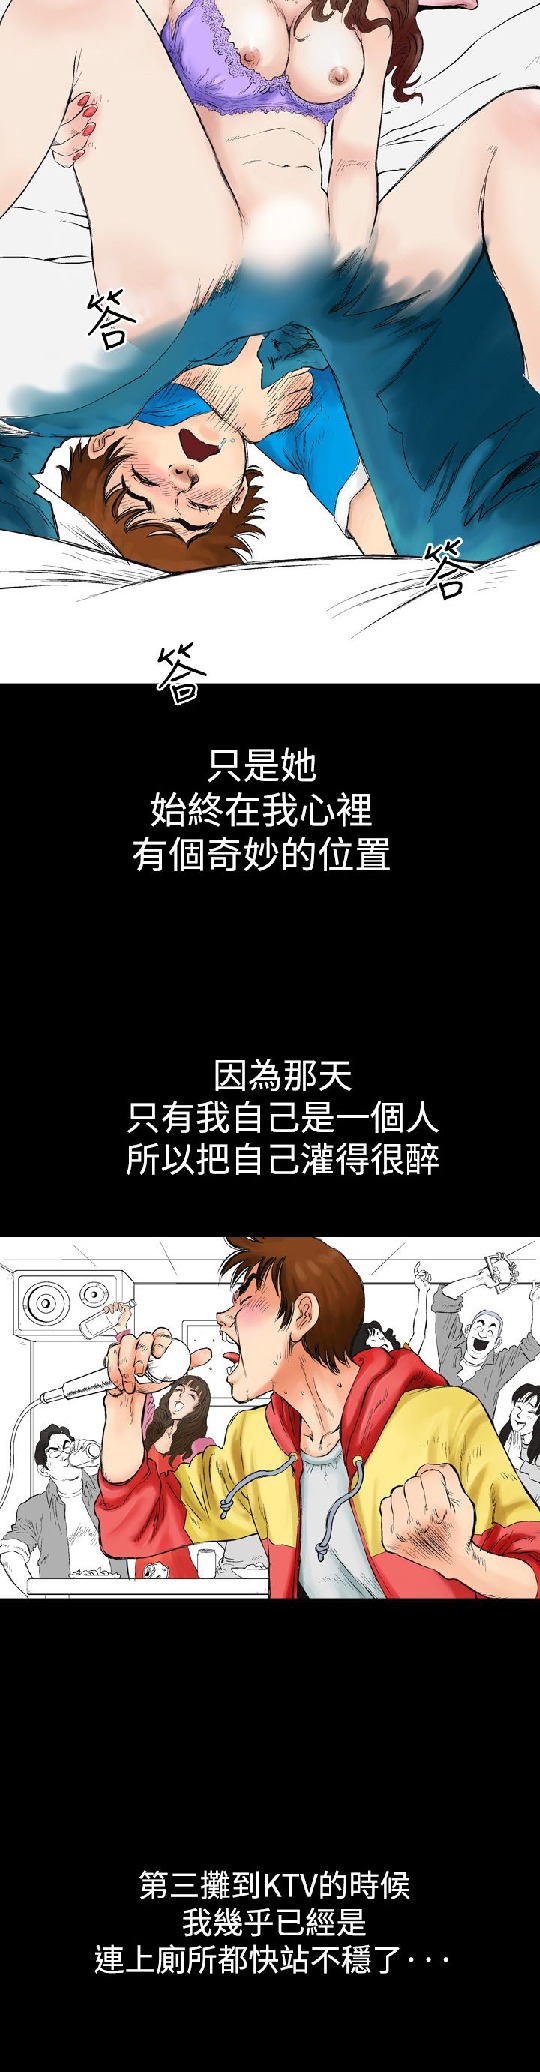 答
答
答
只是她
始終在我心裡
有個奇妙的位置
因為那天
只有我自己是一個人
所以把自己灌得很醉
第三攤到KTV的時候
我幾乎已經是
連上廁所都快站不穩了···